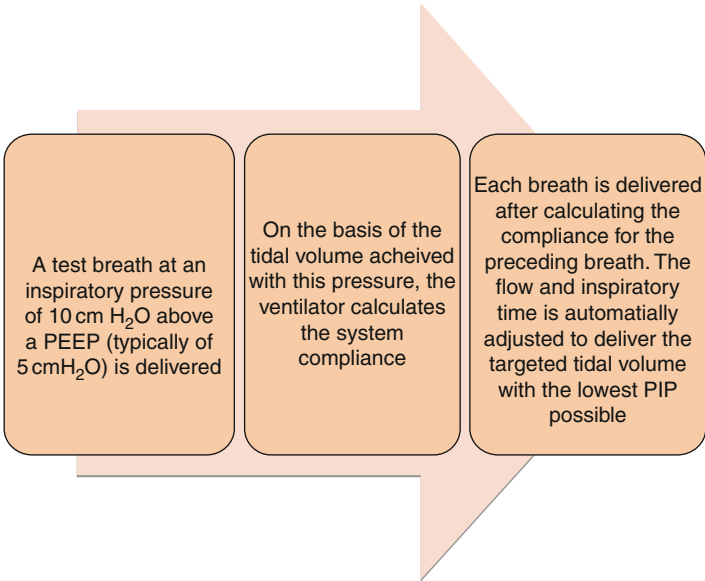 A test breath at an
inspiratory pressure
of 10 cm H₂O above
a PEEP (typically of
5 cmH₂O) is delivered
On the basis of the
tidal volume acheived
with this pressure, the
ventilator calculates
the system
compliance
Each breath is delivered
after calculating the
compliance for the
preceding breath. The
flow and inspiratory
time is automatially
adjusted to deliver the
targeted tidal volume
with the lowest PIP
possible